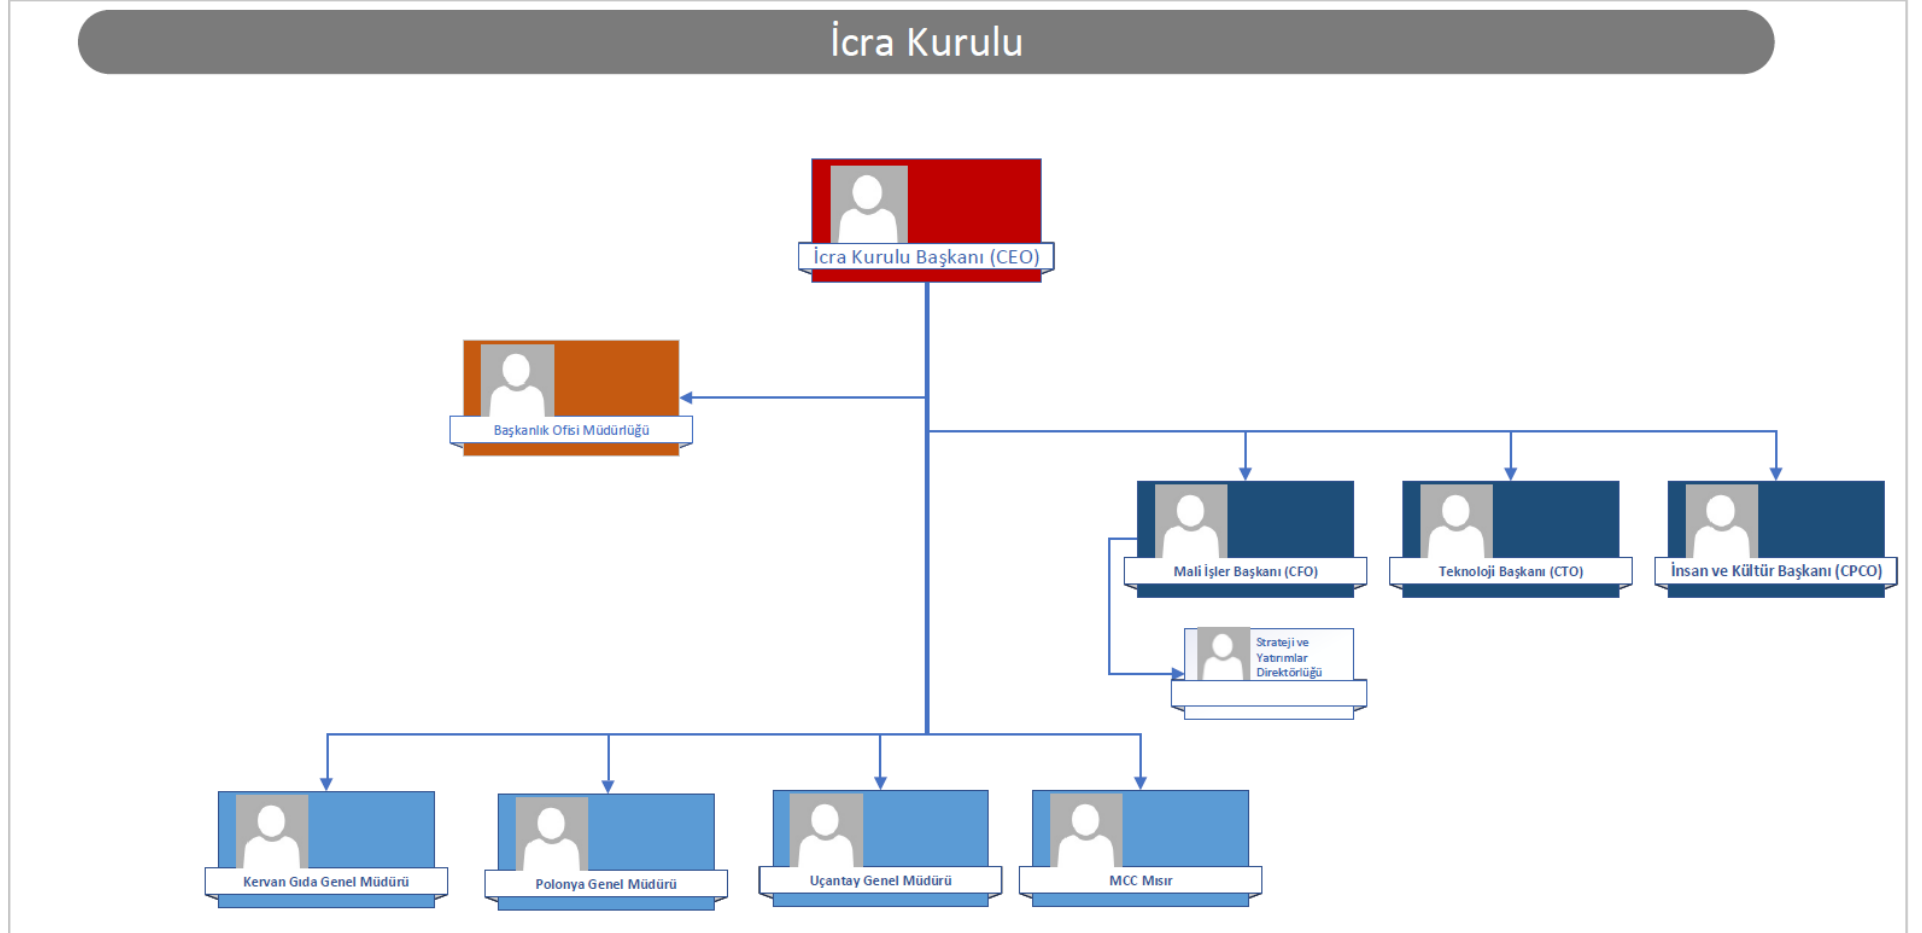 İcra Kurulu
İcra Kurulu Başkanı (CEO)
Başkanlık Ofisi Müdürlüğü
Mali İşler Başkanı (CFO)
Teknoloji Başkanı (CTO)
İnsan ve Kültür Başkanı (CPCO)
Strateji ve
Yatırımlar
Direktörlüğü
Kervan Gıda Genel Müdürü
Polonya Genel Müdürü
Uçantay Genel Müdürü
MCC Mısır